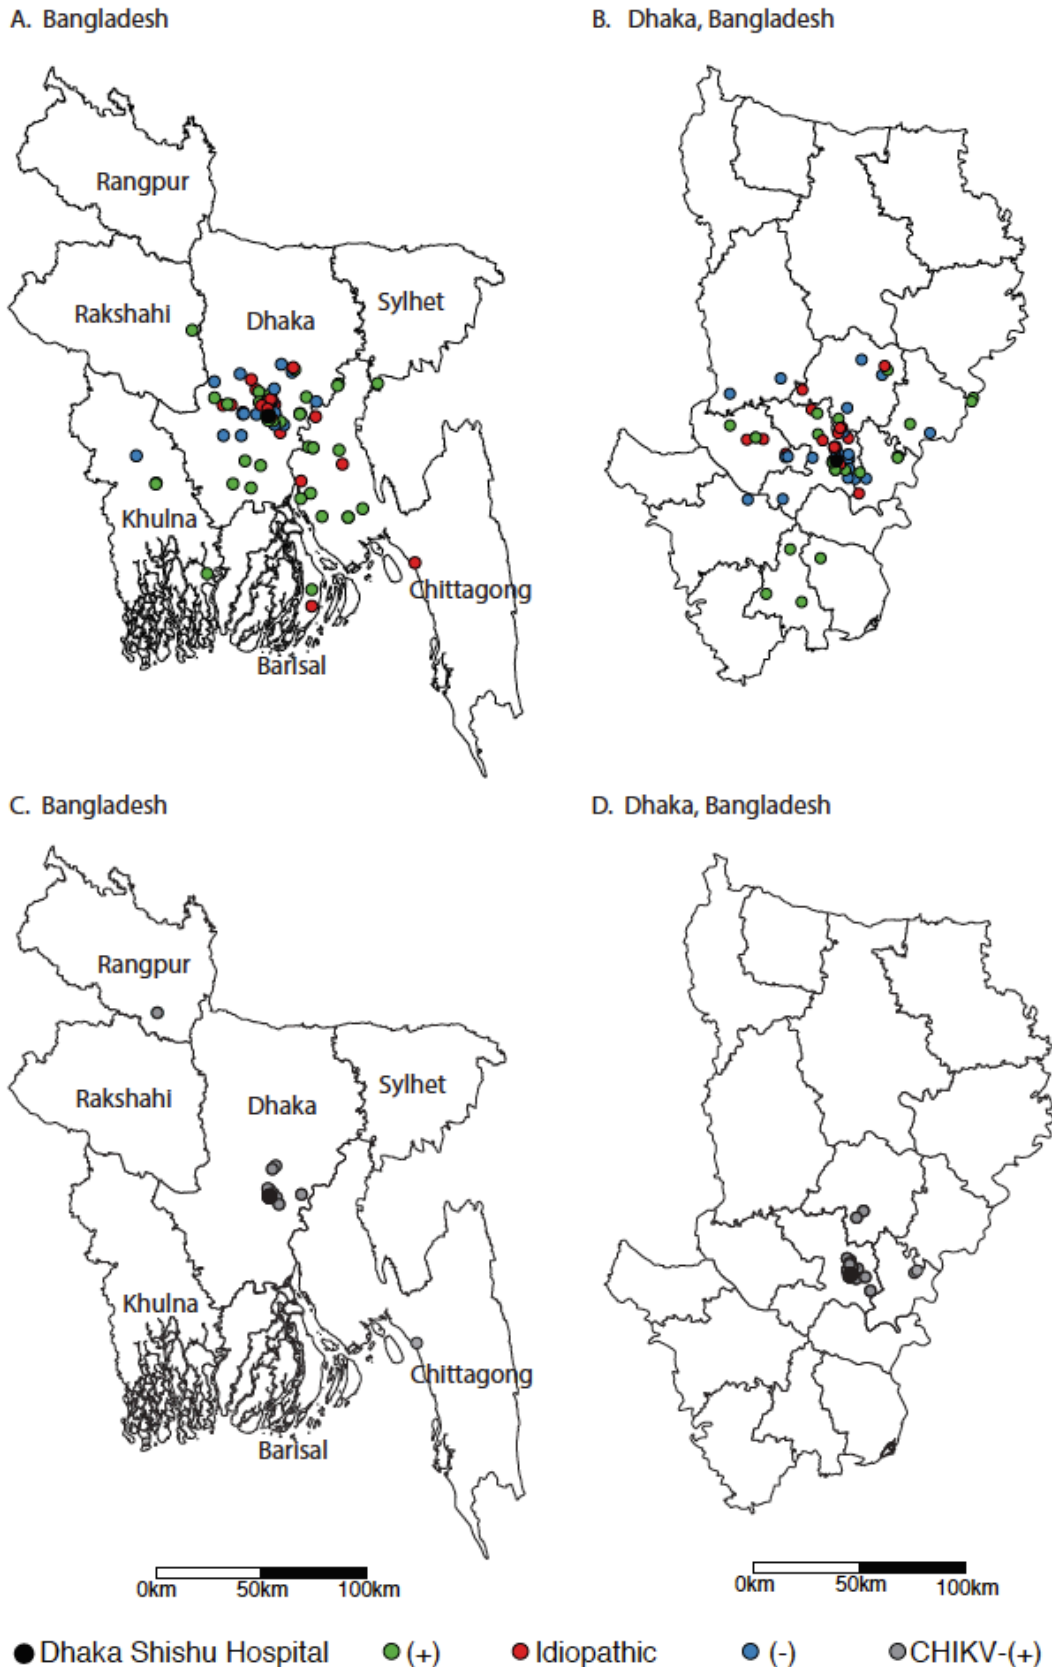 A. Bangladesh
B. Dhaka, Bangladesh
Rangpur
Rakshahi
Dhaka
Sylhet
Khulna
Chittagong
Barisal
C. Bangladesh
D. Dhaka, Bangladesh
Rangpur
Rakshahi
Dhaka
Sylhet
Khulna
Chittagong
Barisal
0km 50km 100km
0km 50km 100km
Dhaka Shishu Hospital (+) Idiopathic (-) CHIKV-(+)